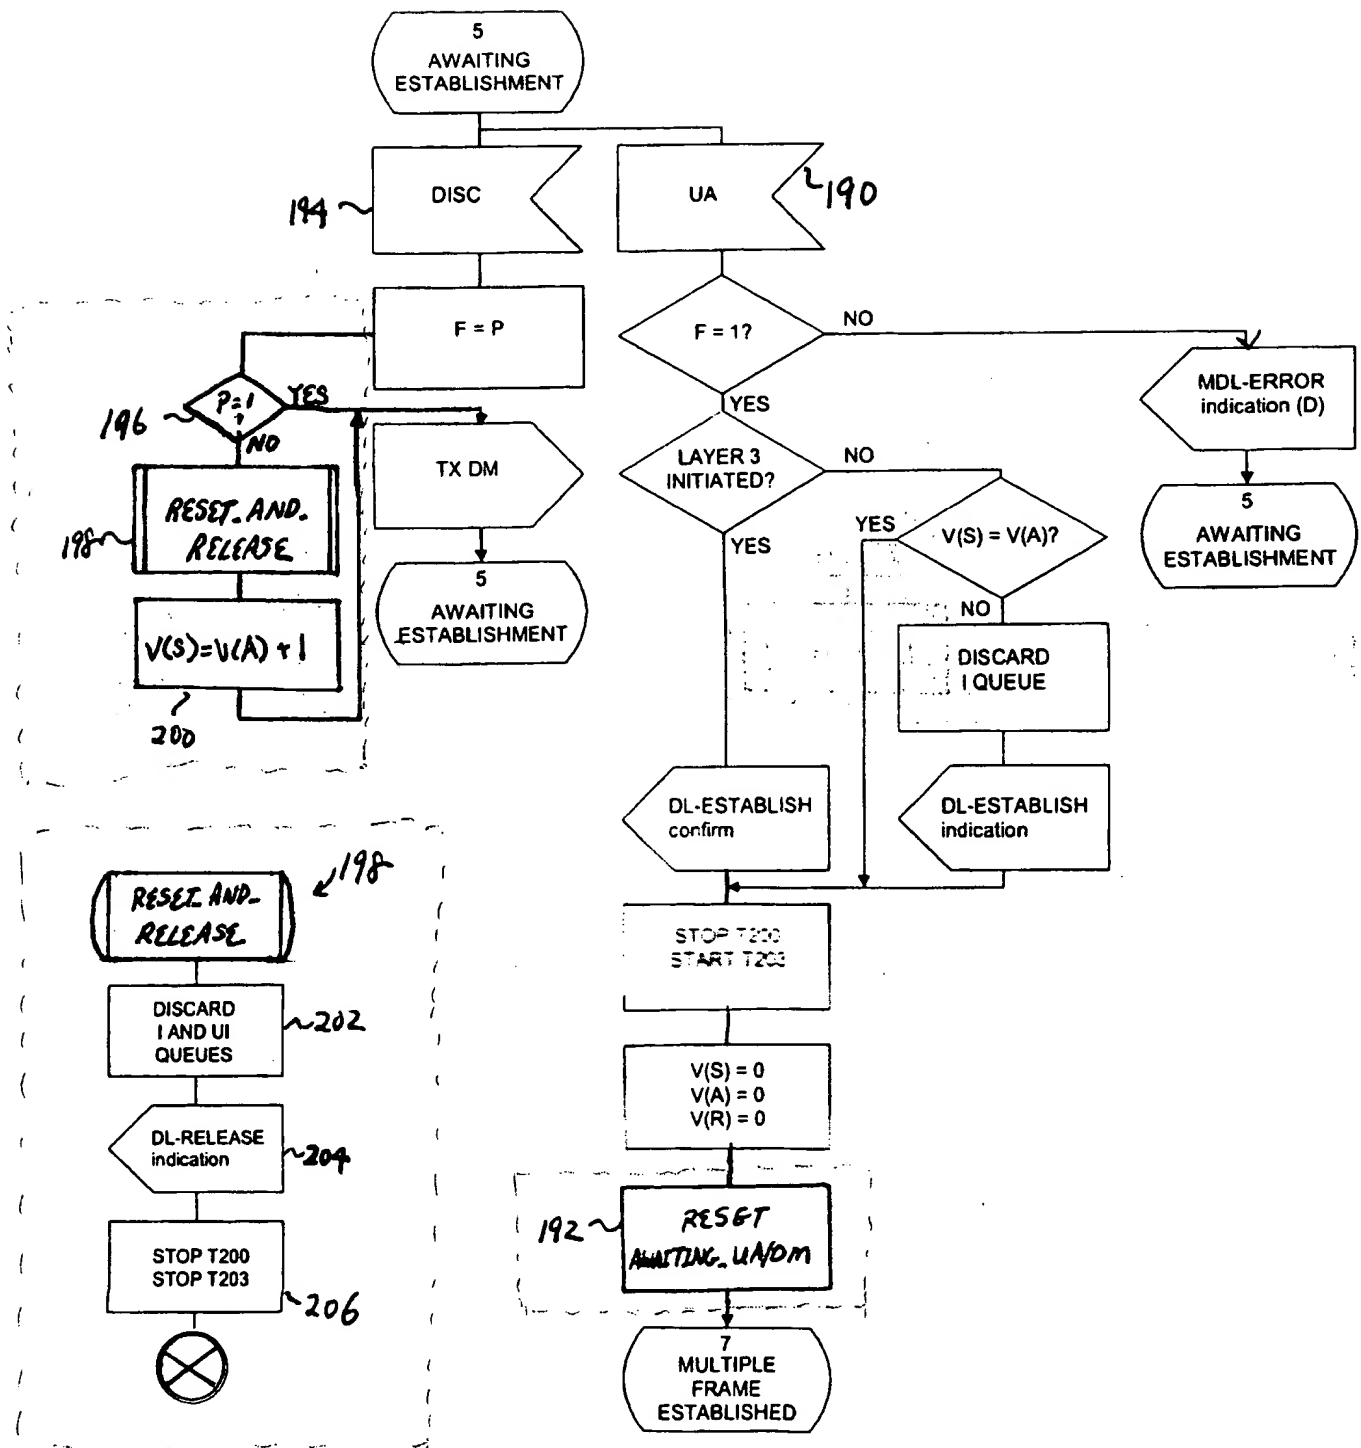 5
AWAITING
ESTABLISHMENT
DISC
UA
190
194
F = P
F = 1?
NO
YES
MDL-ERROR
indication (D)
5
AWAITING
ESTABLISHMENT
P=1
?
YES
NO
196
TX DM
LAYER 3
INITIATED?
NO
YES
V(S) = V(A)?
YES
NO
RESET_AND_
RELEASE
198
5
AWAITING
ESTABLISHMENT
V(S)=V(A)+1
200
DISCARD
I QUEUE
DL-ESTABLISH
confirm
DL-ESTABLISH
indication
RESET_AND_
RELEASE
198
STOP T200
START T203
DISCARD
I AND UI
QUEUES
202
V(S) = 0
V(A) = 0
V(R) = 0
DL-RELEASE
indication
204
192
RESET
AWAITING_UA/DM
STOP T200
STOP T203
206
7
MULTIPLE
FRAME
ESTABLISHED